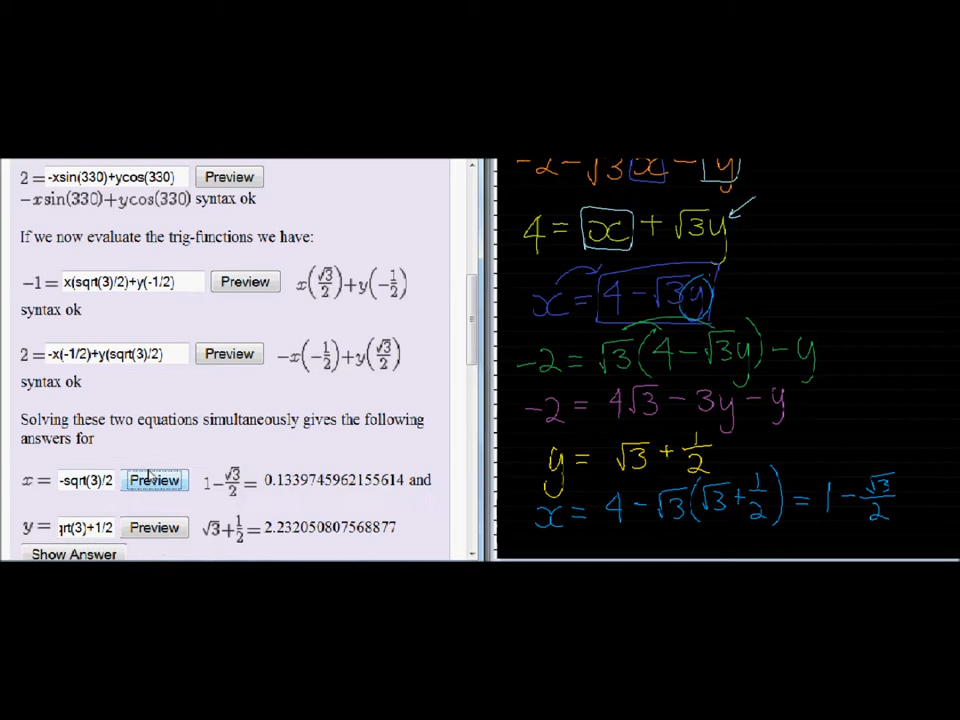 2 = -xsin(330)+ycos(330) Preview
−xsin(330)+ycos(330) syntax ok
If we now evaluate the trig-functions we have:
−1 = x(sqrt(3)/2)+y(-1/2) Preview x(√3/2)+y(−1/2)
syntax ok
2 = -x(-1/2)+y(sqrt(3)/2) Preview −x(−1/2)+y(√3/2)
syntax ok
Solving these two equations simultaneously gives the following
answers for
x = -sqrt(3)/2 Preview 1−√3/2 = 0.1339745962155614 and
y = qrt(3)+1/2 Preview √3+1/2 = 2.232050807568877
Show Answer
-2 - √3x - y
4 = x + √3y
x = 4 - √3y
-2 = √3(4 - √3y) - y
-2 = 4√3 - 3y - y
y = √3 + 1/2
x = 4 - √3(√3 + 1/2) = 1 - √3/2